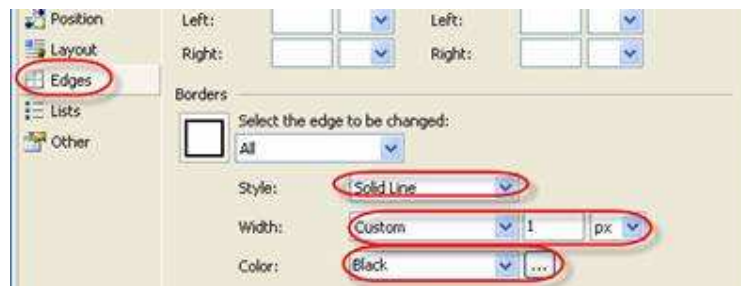 Position
Layout
Edges
Lists
Other
Left: Left:
Right: Right:
Borders
Select the edge to be changed:
All
Style: Solid Line
Width: Custom 1 px
Color: Black ...